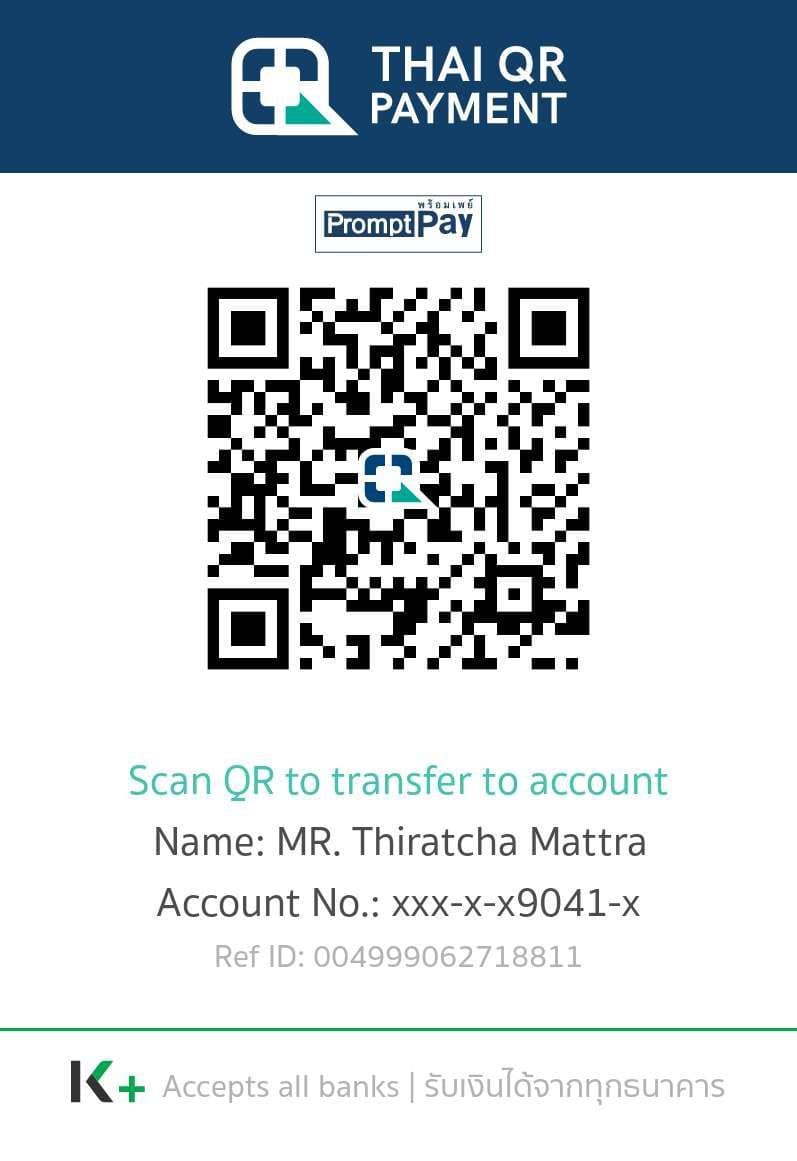 THAI QR
PAYMENT
พร้อมเพย์
PromptPay
Scan QR to transfer to account
Name: MR. Thiratcha Mattra
Account No.: xxx-x-x9041-x
Ref ID: 004999062718811
K+ Accepts all banks | รับเงินได้จากทุกธนาคาร